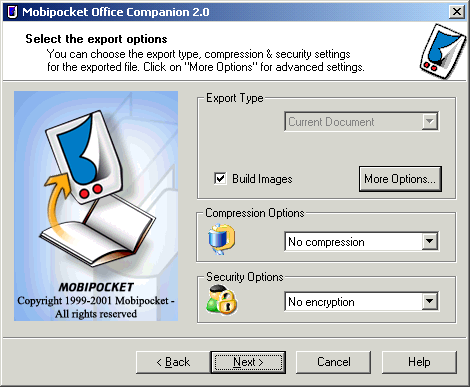 Mobipocket Office Companion 2.0
Select the export options
You can choose the export type, compression & security settings
for the exported file. Click on "More Options" for advanced settings.
Export Type
Current Document
Build Images
More Options...
Compression Options
No compression
Security Options
No encryption
MOBIPOCKET
Copyright 1999-2001 Mobipocket -
All rights reserved
< Back
Next >
Cancel
Help